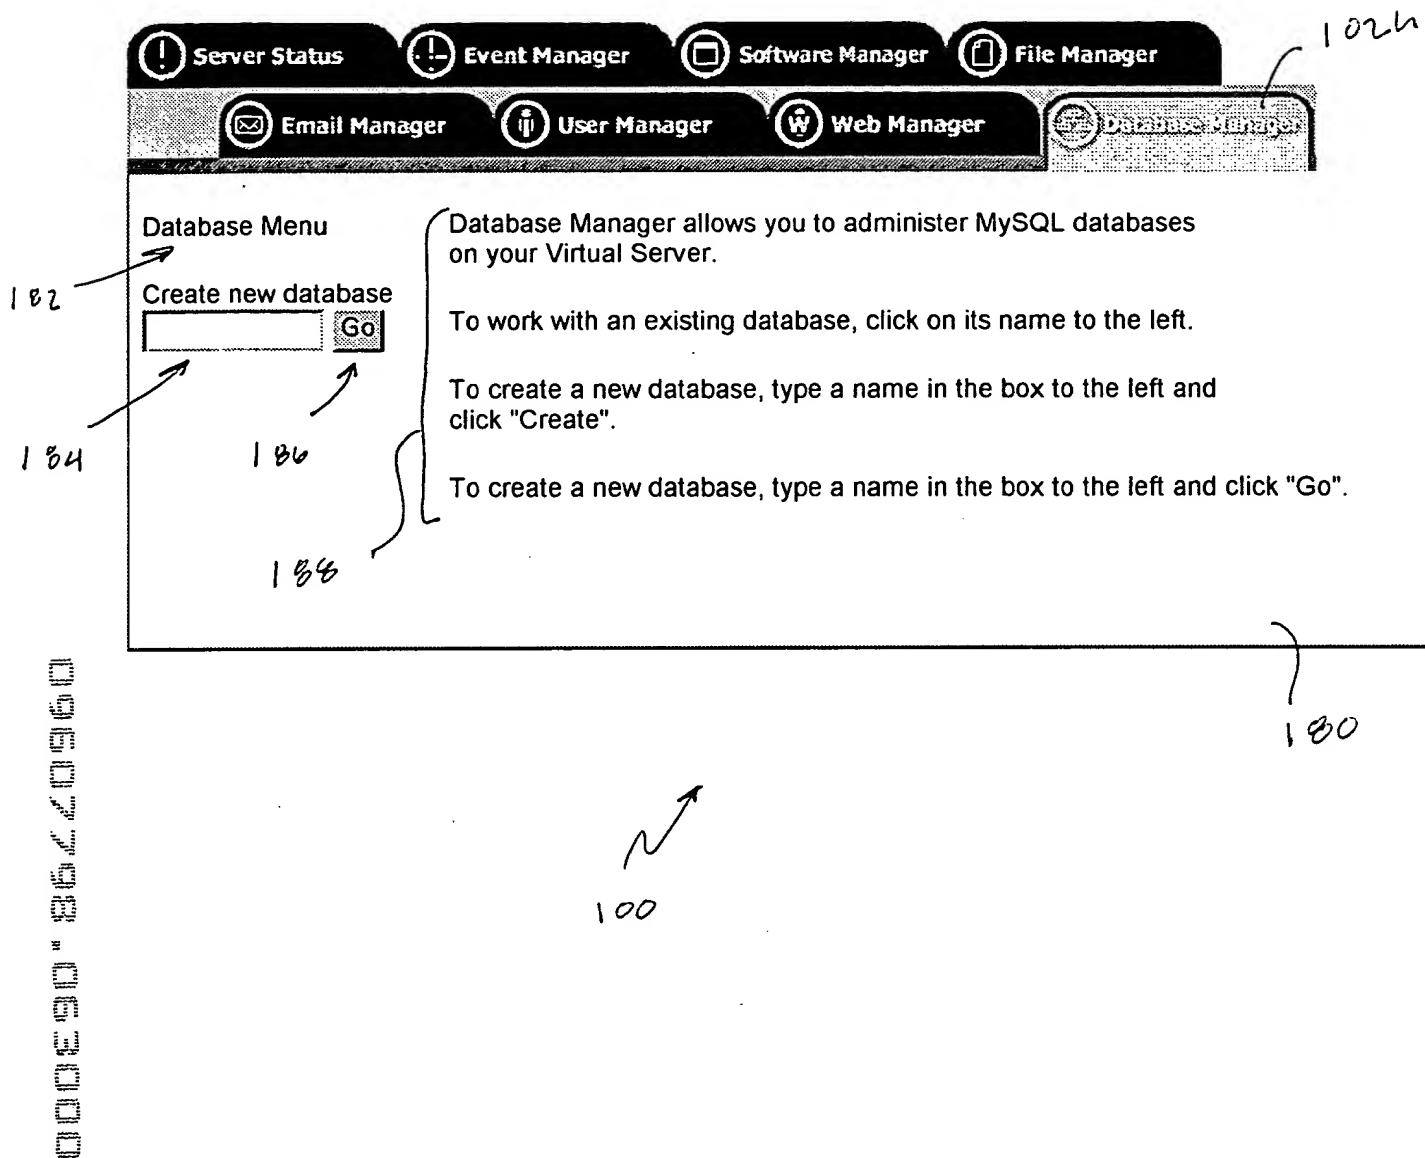 102h
Server Status Event Manager Software Manager File Manager
Email Manager User Manager Web Manager Database Manager
Database Menu
Database Manager allows you to administer MySQL databases
on your Virtual Server.
182
Create new database
Go
To work with an existing database, click on its name to the left.
To create a new database, type a name in the box to the left and
click "Create".
184
186
To create a new database, type a name in the box to the left and click "Go".
188
180
100
09607798.063000